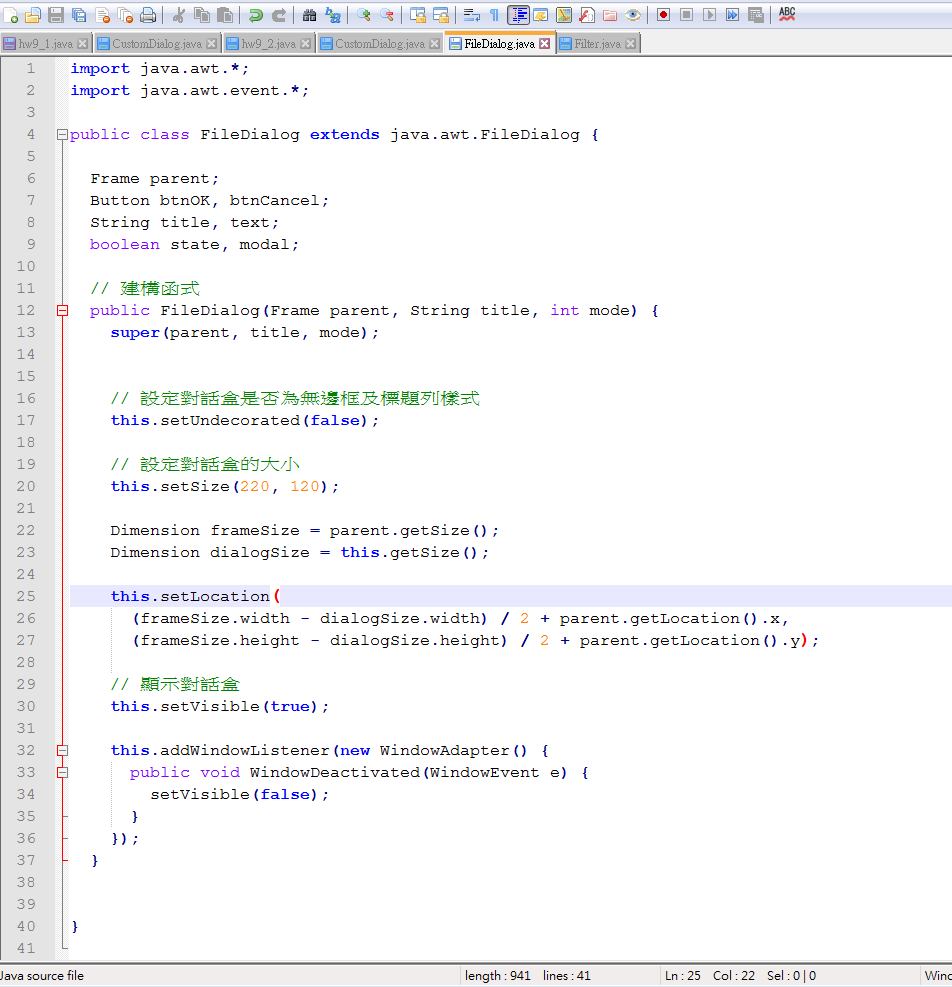 hw9_1.java CustomDialog.java hw9_2.java CustomDialog.java FileDialog.java Filter.java
1 import java.awt.*;
2 import java.awt.event.*;
3
4 public class FileDialog extends java.awt.FileDialog {
5
6 Frame parent;
7 Button btnOK, btnCancel;
8 String title, text;
9 boolean state, modal;
10
11 // 建構函式
12 public FileDialog(Frame parent, String title, int mode) {
13 super(parent, title, mode);
14
15
16 // 設定對話盒是否為無邊框及標題列樣式
17 this.setUndecorated(false);
18
19 // 設定對話盒的大小
20 this.setSize(220, 120);
21
22 Dimension frameSize = parent.getSize();
23 Dimension dialogSize = this.getSize();
24
25 this.setLocation(
26 (frameSize.width - dialogSize.width) / 2 + parent.getLocation().x,
27 (frameSize.height - dialogSize.height) / 2 + parent.getLocation().y);
28
29 // 顯示對話盒
30 this.setVisible(true);
31
32 this.addWindowListener(new WindowAdapter() {
33 public void WindowDeactivated(WindowEvent e) {
34 setVisible(false);
35 }
36 });
37 }
38
39
40 }
41
Java source file length : 941 lines : 41 Ln : 25 Col : 22 Sel : 0 | 0 Winc